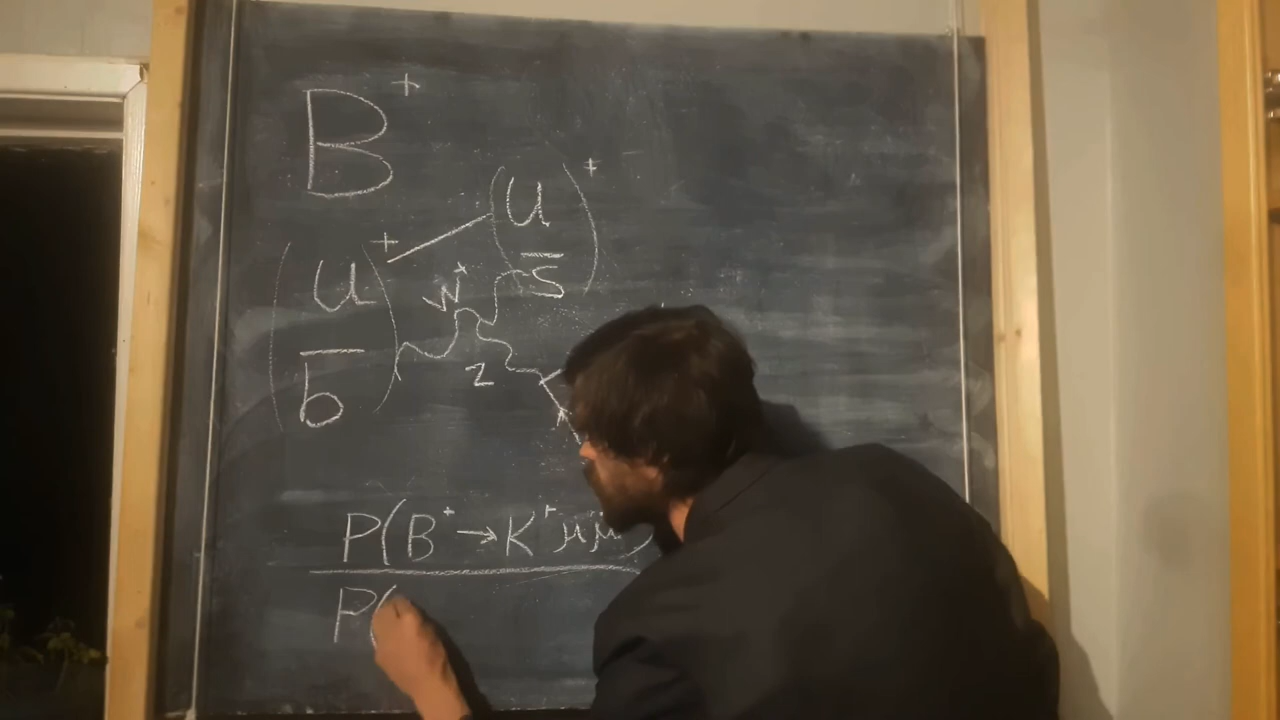 B⁺
(u)⁺
(u)⁺
W⁺
s̅
Z
b̅
P(B⁺→K⁺μμ)
P(